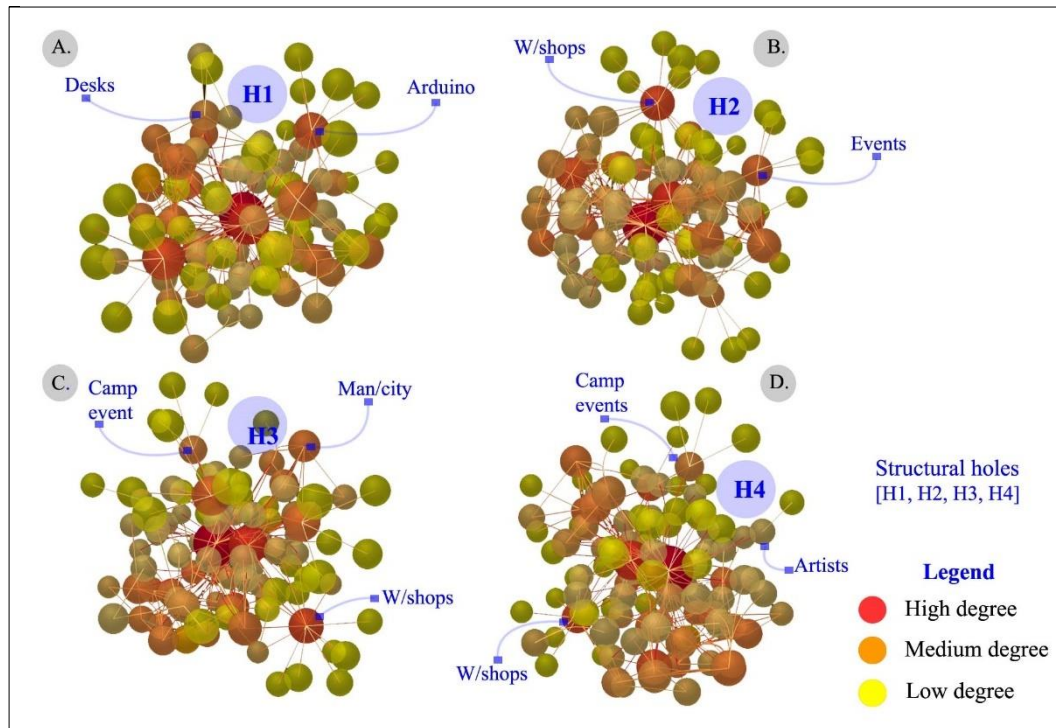 A.
Desks
H1
Arduino
W/shops
B.
H2
Events
C.
Camp
event
H3
Man/city
W/shops
Camp
events
D.
H4
Artists
W/shops
Structural holes
[H1, H2, H3, H4]
Legend
High degree
Medium degree
Low degree